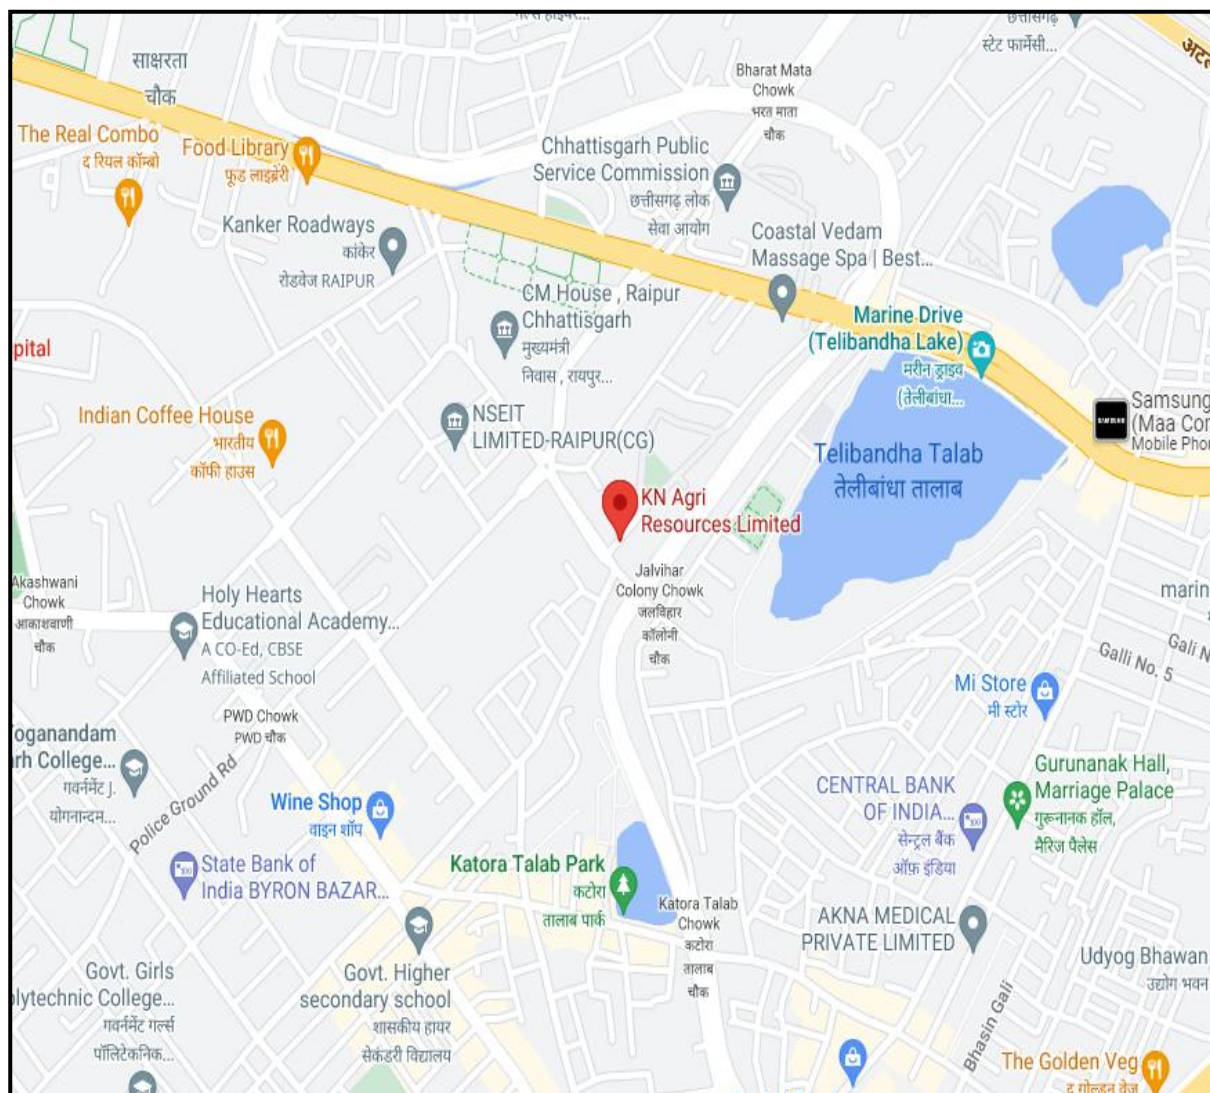 छत्तीसगढ़
स्टेट फार्मेसी...
साक्षरता
चौक
Bharat Mata
Chowk
भरत माता
चौक
The Real Combo
द रियल कॉम्बो
Food Library
फूड लाइब्रेरी
Chhattisgarh Public
Service Commission
छत्तीसगढ़ लोक
सेवा आयोग
Kanker Roadways
कांकेर
रोडवेज RAIPUR
Coastal Vedam
Massage Spa | Best...
CM House , Raipur
Chhattisgarh
मुख्यमंत्री
निवास , रायपुर...
Marine Drive
(Telibandha Lake)
मरीन ड्राइव
(तेलीबांधा...
pital
Samsung
(Maa Cor
Mobile Pho
SAMSUNG
Indian Coffee House
भारतीय
कॉफी हाउस
NSEIT
LIMITED-RAIPUR(CG)
Telibandha Talab
तेलीबांधा तालाब
KN Agri
Resources Limited
Akashwani
Chowk
आकाशवाणी
चौक
Jalvihar
Colony Chowk
जलविहार
कॉलोनी
चौक
Holy Hearts
Educational Academy...
A CO-Ed, CBSE
Affiliated School
marin
Gali N
Galli No. 5
Mi Store
मी स्टोर
PWD Chowk
PWD चौक
oganandam
rh College...
गवर्नमेंट J.
योगनान्दम...
Police Ground Rd
Wine Shop
वाइन शॉप
CENTRAL BANK
OF INDIA...
सेन्ट्रल बैंक
ऑफ़ इंडिया
Gurunanak Hall,
Marriage Palace
गुरूनानक हॉल,
मैरिज पैलेस
State Bank of
India BYRON BAZAR...
Katora Talab Park
कटोरा
तालाब पार्क
Katora Talab
Chowk
कटोरा
तालाब
चौक
AKNA MEDICAL
PRIVATE LIMITED
Udyog Bhawan
उद्योग भवन
Govt. Girls
olytechnic College...
गवर्नमेंट गर्ल्स
पॉलिटेकनिक...
Govt. Higher
secondary school
शासकीय हायर
सेकंडरी विद्यालय
Bhasin Gali
The Golden Veg
द गोल्डन वेज